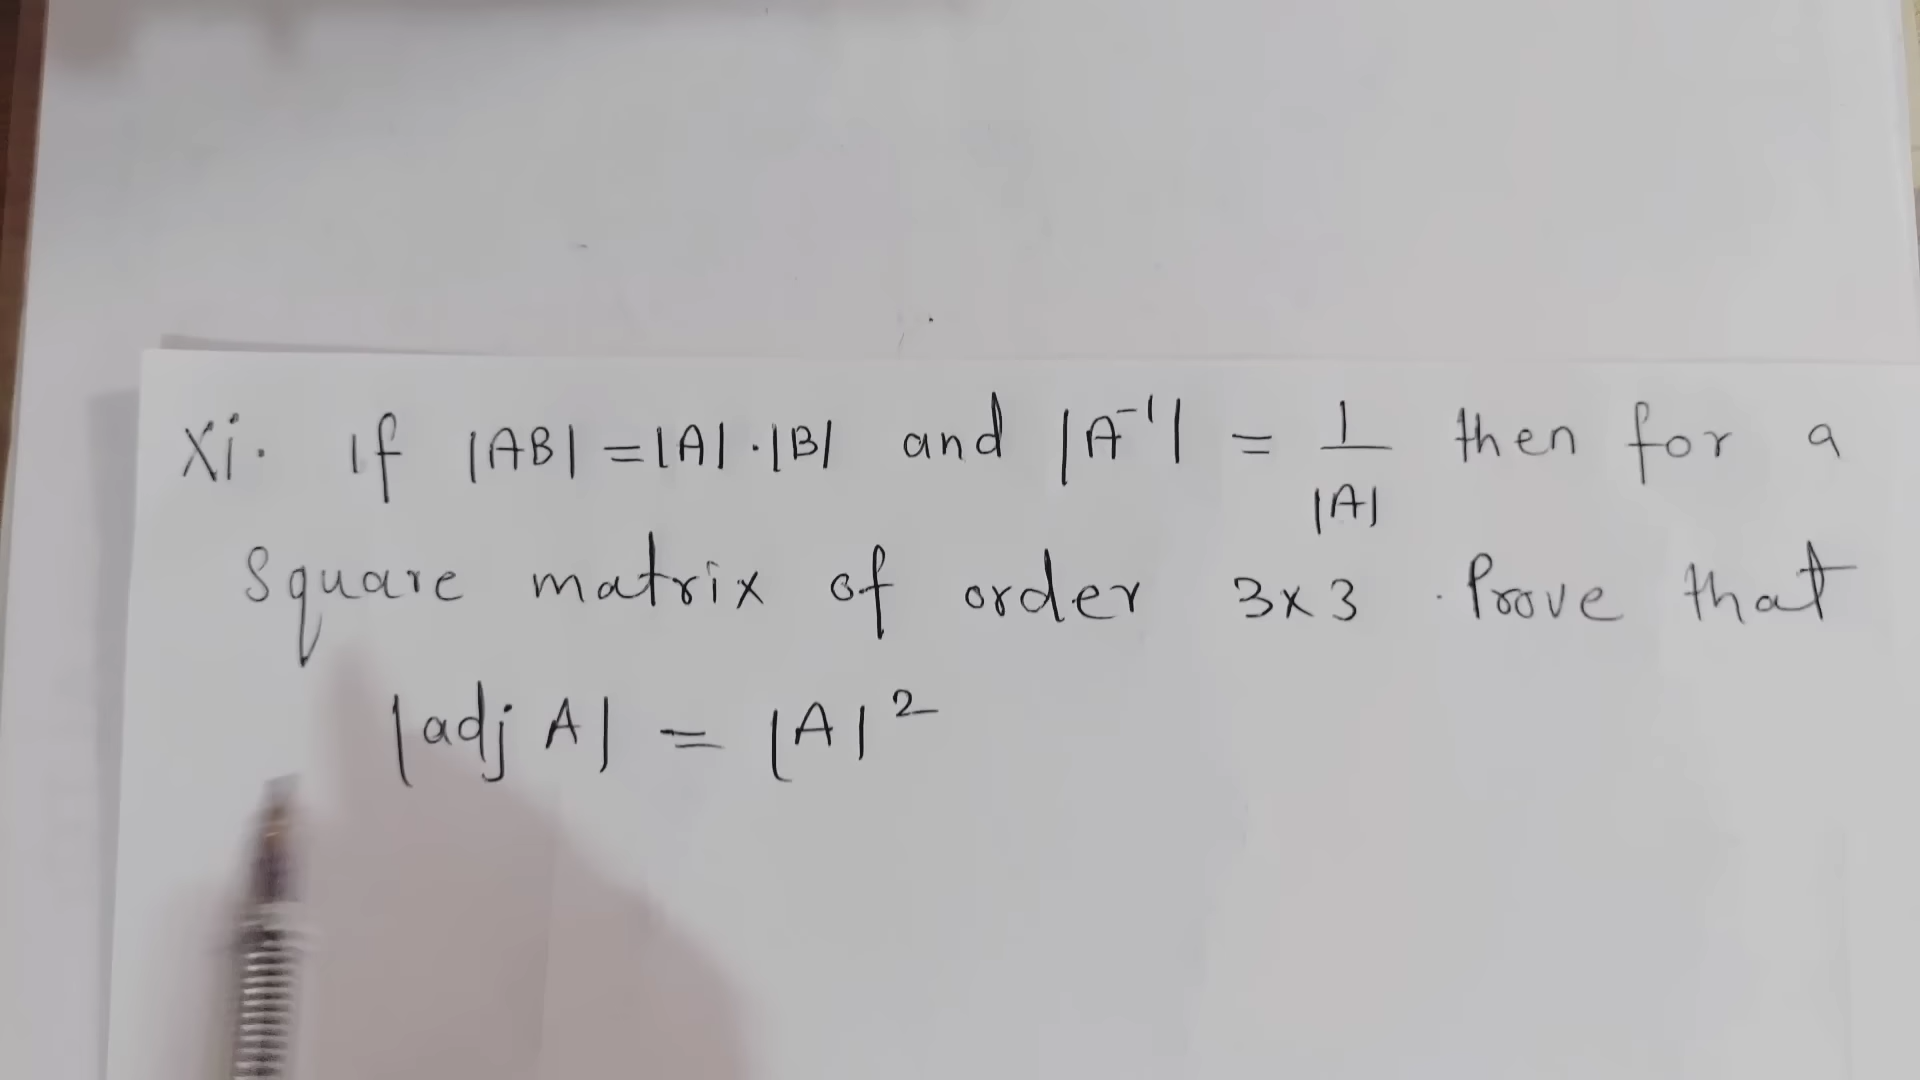 xi. If |AB| = |A| · |B| and |A⁻¹| = 1/|A| then for a
Square matrix of order 3x3 . Prove that
|adj A| = |A|²